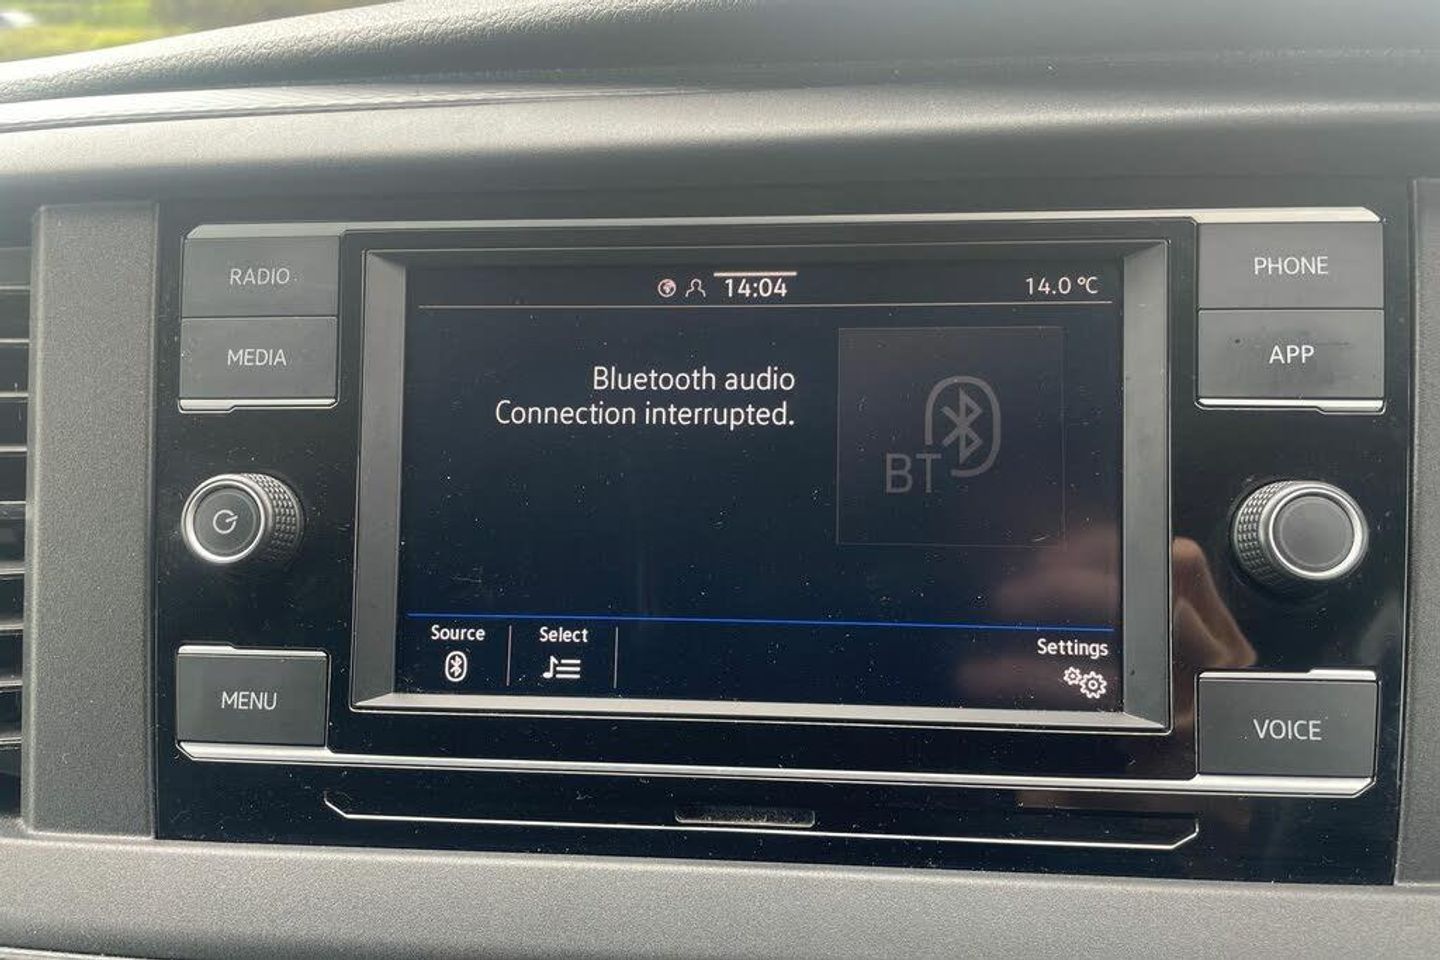 RADIO
MEDIA
MENU
14:04
14.0 °C
Bluetooth audio
Connection interrupted.
BT
Source
Select
Settings
PHONE
APP
VOICE